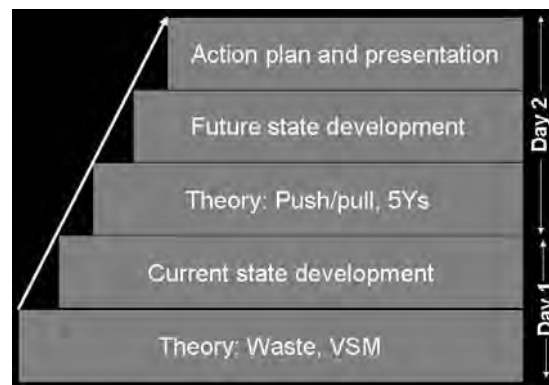 Action plan and presentation
Future state development
Theory: Push/pull, 5Ys
Current state development
Theory: Waste, VSM
Day 2
Day 1